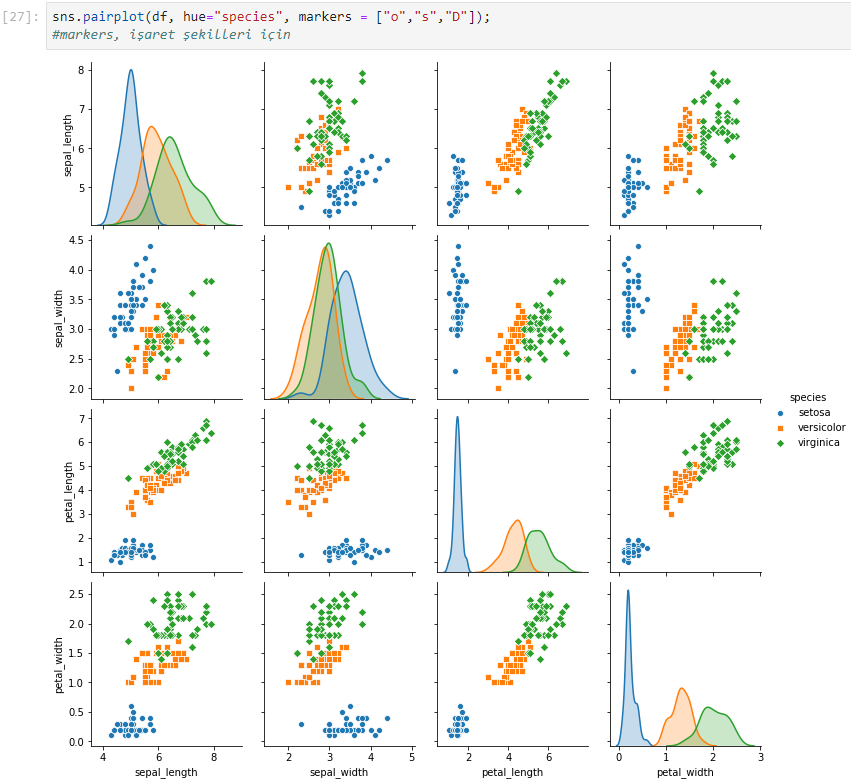 [27]: sns.pairplot(df, hue="species", markers = ["o","s","D"]);
#markers, işaret şekilleri için
8
7
6
5
sepal_length
4.5
4.0
3.5
3.0
2.5
2.0
sepal_width
species
setosa
versicolor
virginica
7
6
5
4
3
2
1
petal_length
2.5
2.0
1.5
1.0
0.5
0.0
petal_width
4 6 8
2 3 4 5
2 4 6
0 1 2 3
sepal_length sepal_width petal_length petal_width